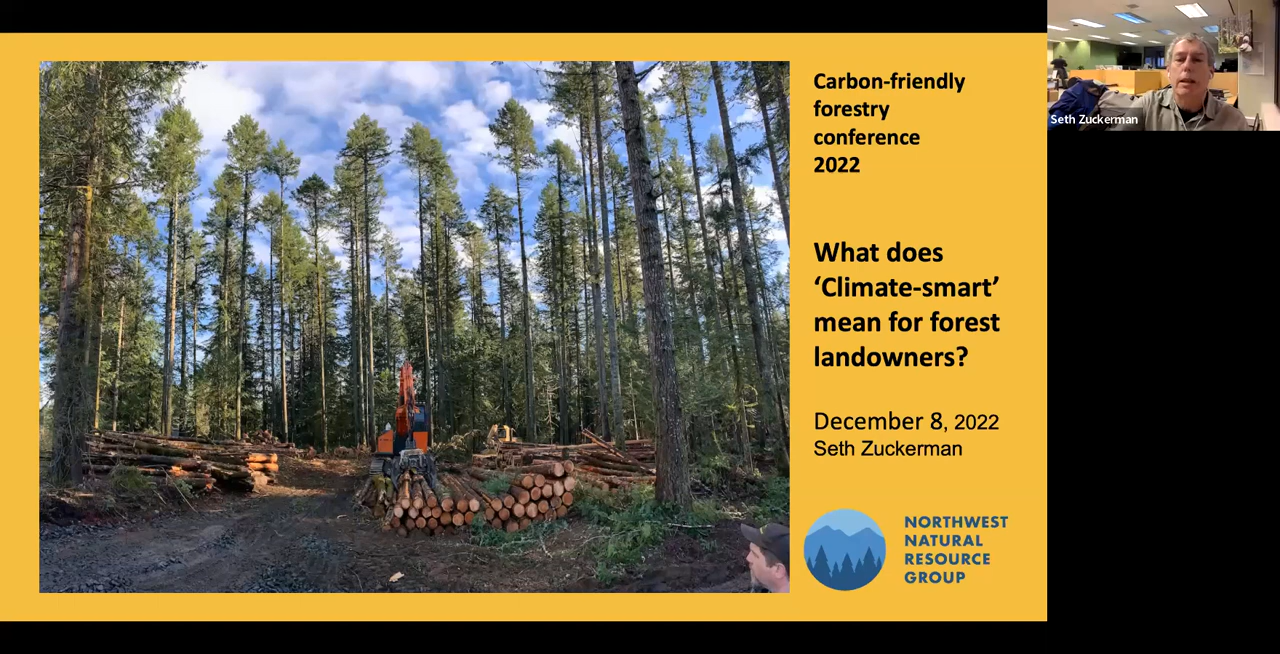 Carbon-friendly
forestry
conference
2022
What does
‘Climate-smart’
mean for forest
landowners?
December 8, 2022
Seth Zuckerman
NORTHWEST
NATURAL
RESOURCE
GROUP
Seth Zuckerman